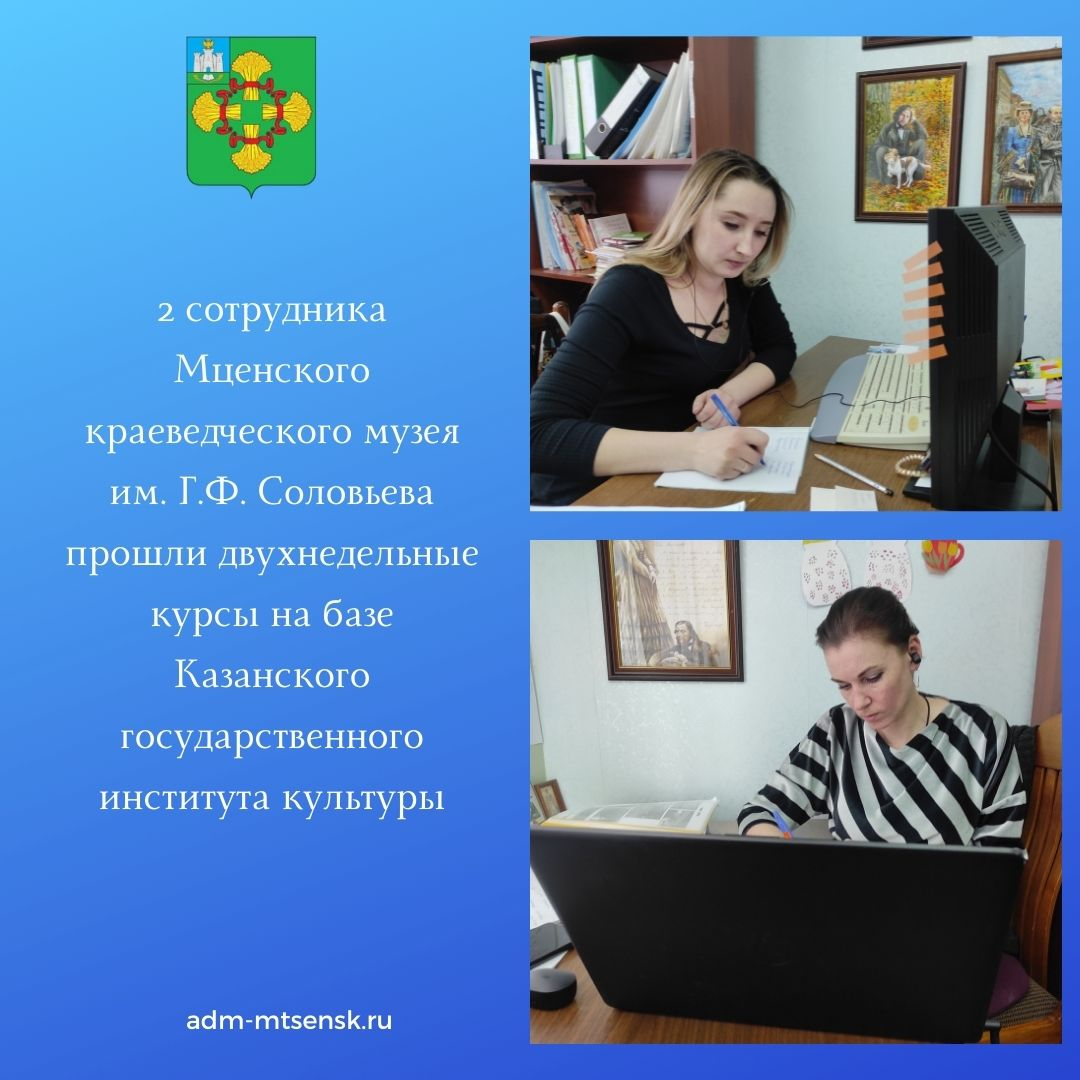 2 сотрудника
Мценского
краеведческого музея
им. Г.Ф. Соловьева
прошли двухнедельные
курсы на базе
Казанского
государственного
института культуры
adm-mtsensk.ru